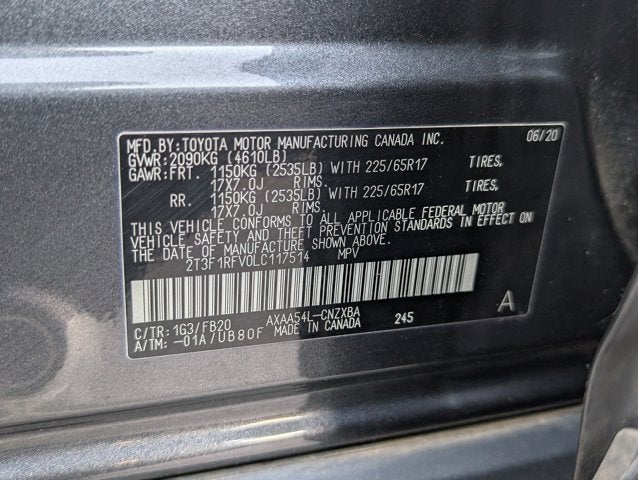 MFD.BY:TOYOTA MOTOR MANUFACTURING CANADA INC. 06/20
GVWR:2090KG (4610LB)
GAWR:FRT. 1150KG (2535LB) WITH 225/65R17 TIRES,
17X7.0J RIMS.
RR. 1150KG (2535LB) WITH 225/65R17 TIRES,
17X7.0J RIMS.
THIS VEHICLE CONFORMS TO ALL APPLICABLE FEDERAL MOTOR
VEHICLE SAFETY AND THEFT PREVENTION STANDARDS IN EFFECT ON
THE DATE OF MANUFACTURE SHOWN ABOVE.
2T3F1RFV0LC117514 MPV
A
C/TR: 1G3/FB20 AXAA54L-CNZXBA 245
A/TM: -01A/UB80F MADE IN CANADA